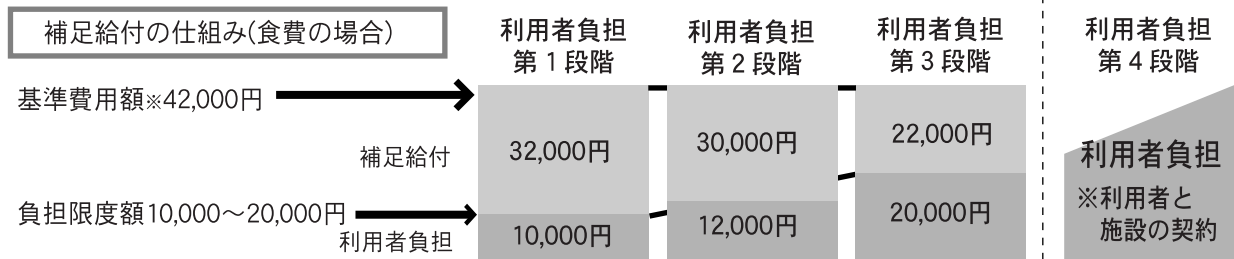 補足給付の仕組み(食費の場合)
利用者負担
第1段階
利用者負担
第2段階
利用者負担
第3段階
利用者負担
第4段階
基準費用額※42,000円
補足給付
32,000円
30,000円
22,000円
負担限度額10,000〜20,000円
利用者負担
10,000円
12,000円
20,000円
利用者負担
※利用者と
施設の契約